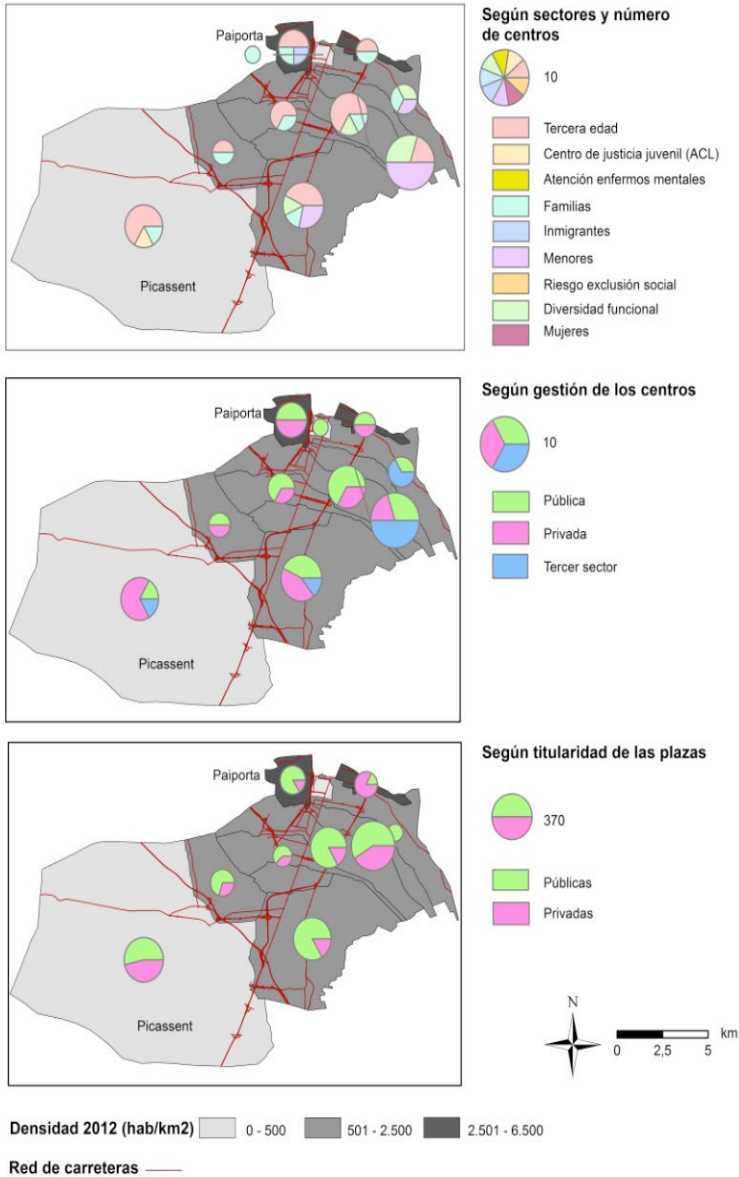 Paiporta
Picassent
Según sectores y número
de centros
10
Tercera edad
Centro de justicia juvenil (ACL)
Atención enfermos mentales
Familias
Inmigrantes
Menores
Riesgo exclusión social
Diversidad funcional
Mujeres
Paiporta
Picassent
Según gestión de los centros
10
Pública
Privada
Tercer sector
Paiporta
Picassent
Según titularidad de las plazas
370
Públicas
Privadas
N
km
0 2,5 5
Densidad 2012 (hab/km2) 0 - 500 501 - 2.500 2.501 - 6.500
Red de carreteras